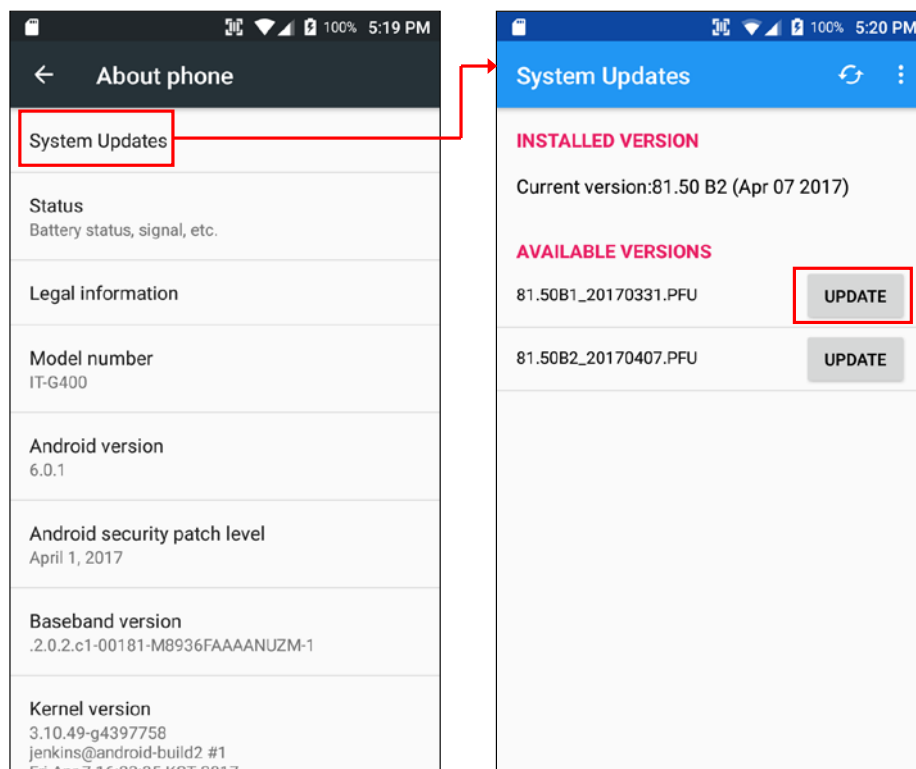 100% 5:19 PM
About phone
System Updates
Status
Battery status, signal, etc.
Legal information
Model number
IT-G400
Android version
6.0.1
Android security patch level
April 1, 2017
Baseband version
.2.0.2.c1-00181-M8936FAAAANUZM-1
Kernel version
3.10.49-g4397758
jenkins@android-build2 #1
100% 5:20 PM
System Updates
INSTALLED VERSION
Current version:81.50 B2 (Apr 07 2017)
AVAILABLE VERSIONS
81.50B1_20170331.PFU UPDATE
81.50B2_20170407.PFU UPDATE